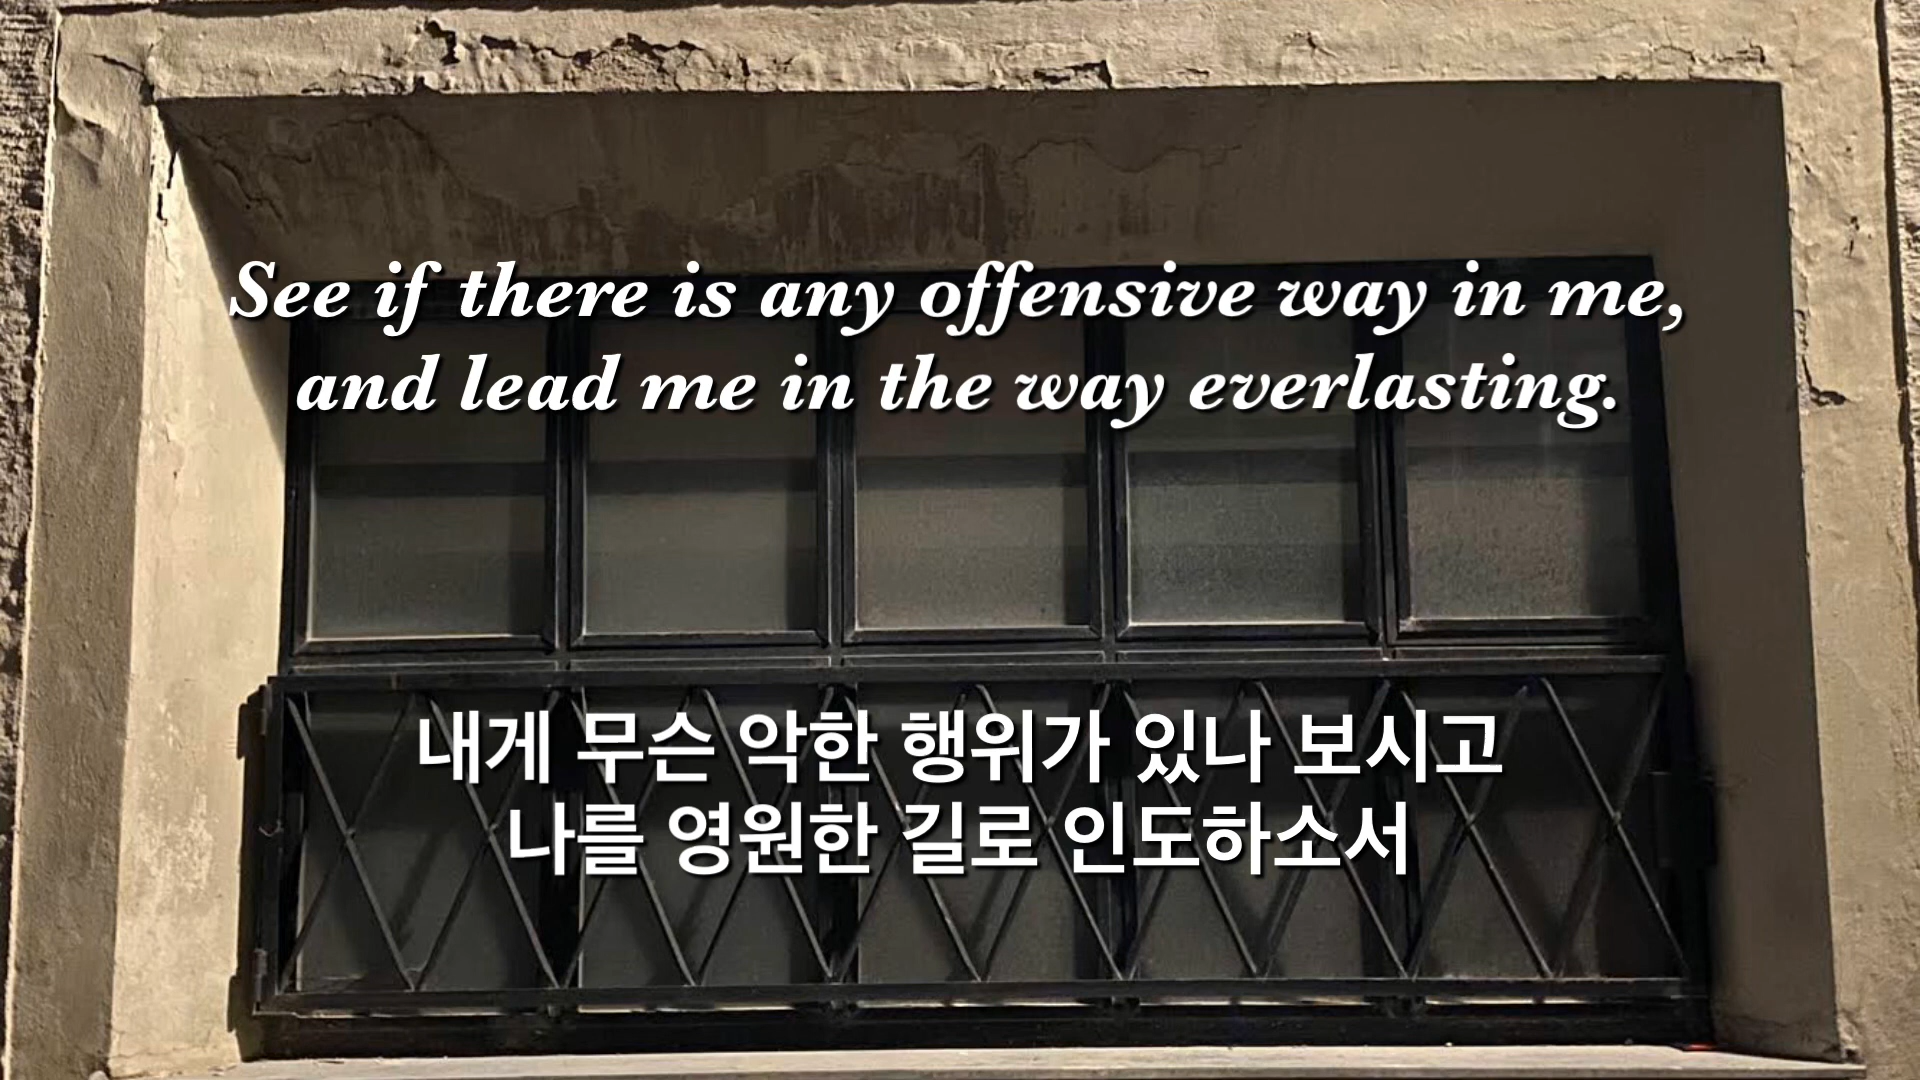 See if there is any offensive way in me,
and lead me in the way everlasting.
내게 무슨 악한 행위가 있나 보시고
나를 영원한 길로 인도하소서